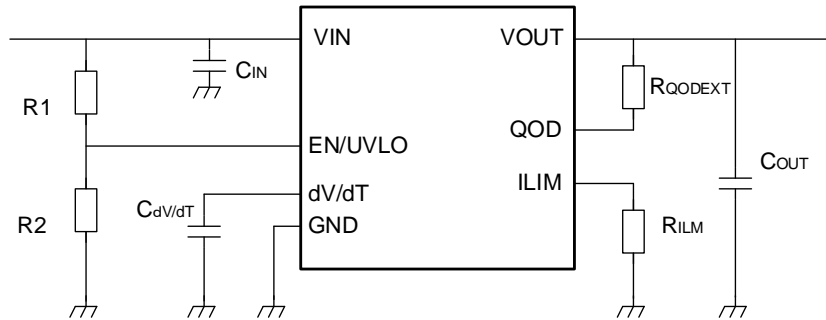 VIN
VOUT
CIN
RQODEXT
R1
QOD
EN/UVLO
COUT
ILIM
dV/dT
CdV/dT
R2
GND
RILM